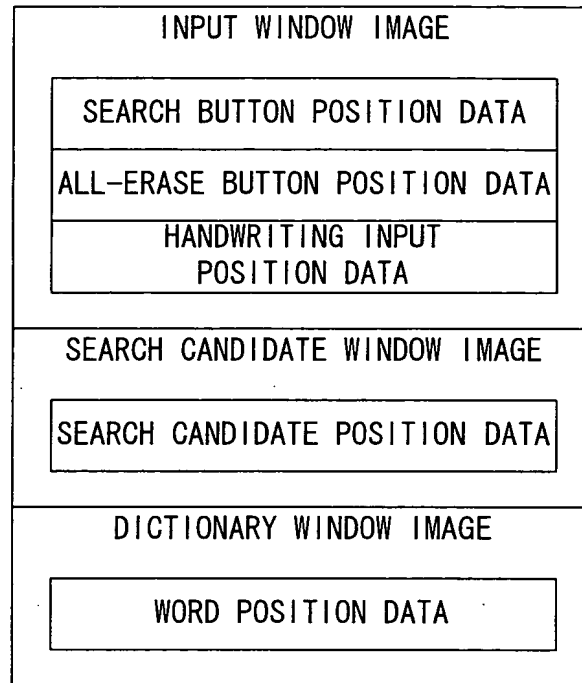 INPUT WINDOW IMAGE
SEARCH BUTTON POSITION DATA
ALL-ERASE BUTTON POSITION DATA
HANDWRITING INPUT
POSITION DATA
SEARCH CANDIDATE WINDOW IMAGE
SEARCH CANDIDATE POSITION DATA
DICTIONARY WINDOW IMAGE
WORD POSITION DATA